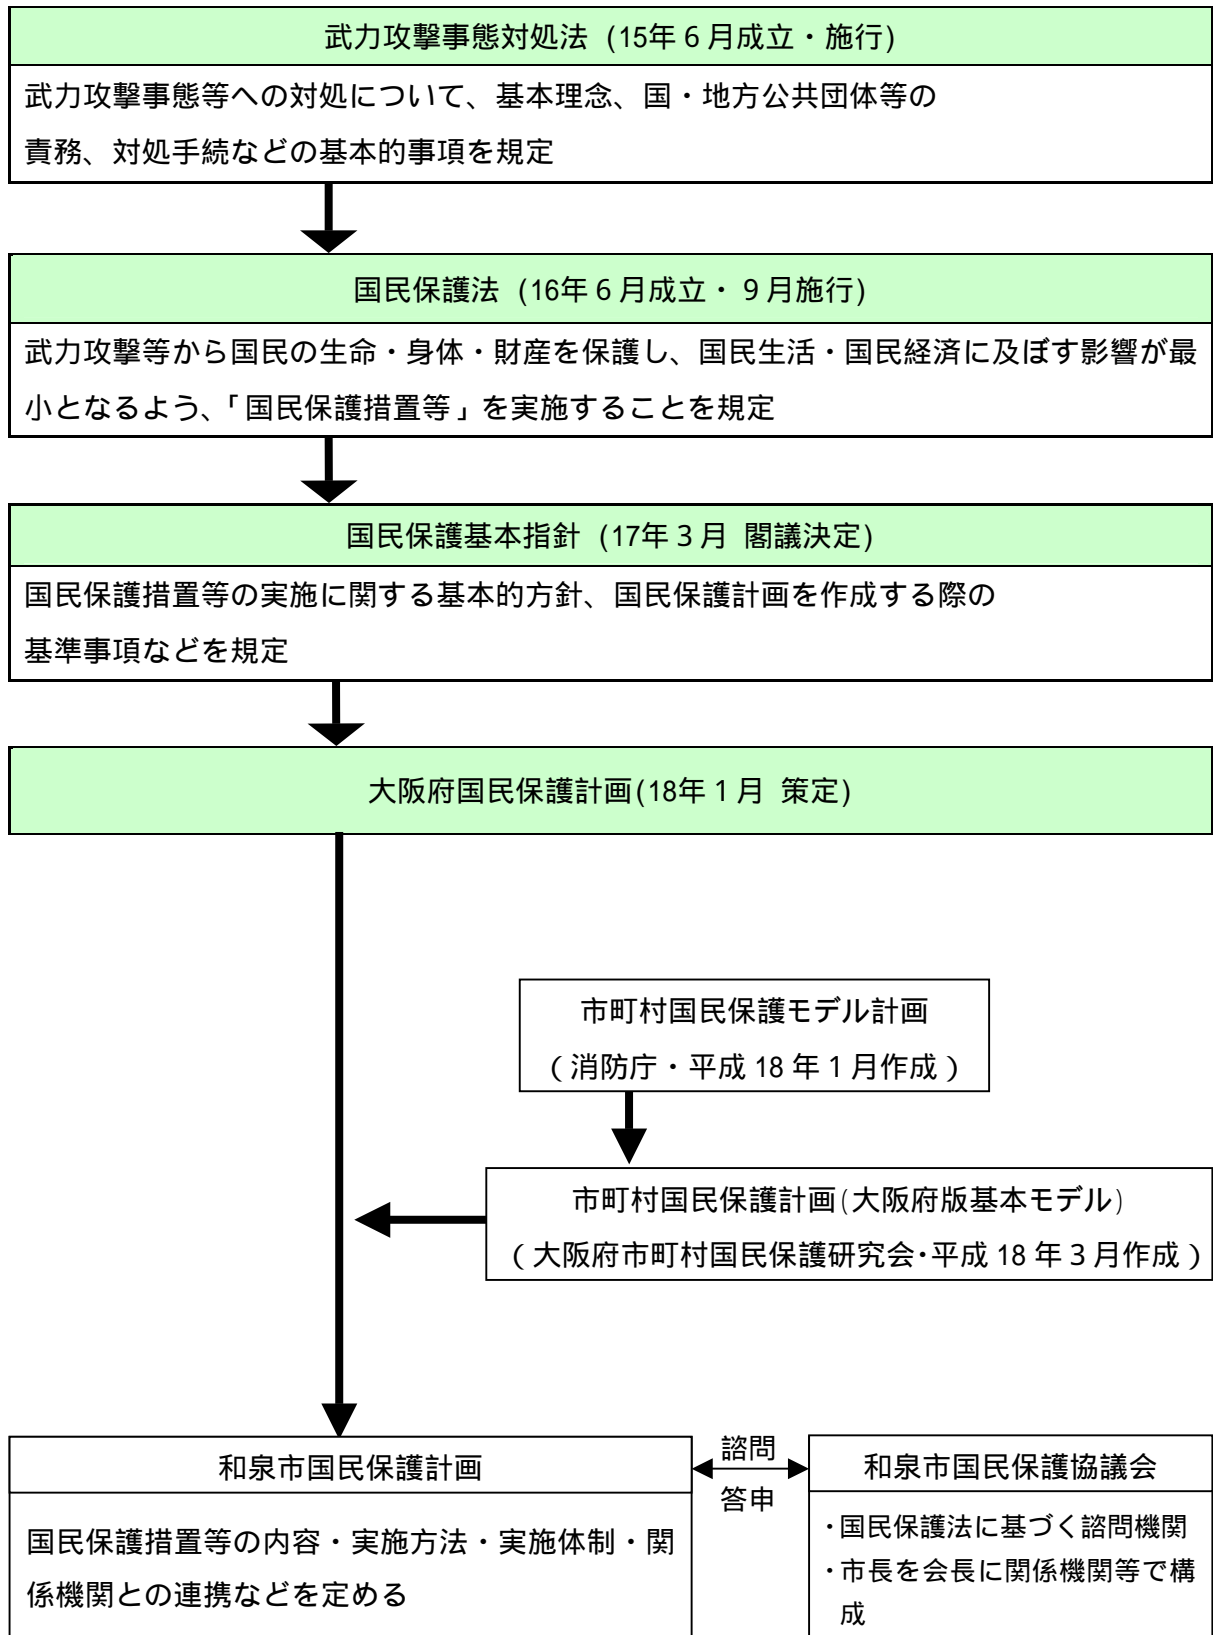 武力攻撃事態対処法 (15年６月成立・施行)
武力攻撃事態等への対処について、基本理念、国・地方公共団体等の
責務、対処手続などの基本的事項を規定
国民保護法 (16年６月成立・９月施行)
武力攻撃等から国民の生命・身体・財産を保護し、国民生活・国民経済に及ぼす影響が最
小となるよう、「国民保護措置等」を実施することを規定
国民保護基本指針 (17年３月 閣議決定)
国民保護措置等の実施に関する基本的方針、国民保護計画を作成する際の
基準事項などを規定
大阪府国民保護計画(18年１月 策定)
市町村国民保護モデル計画
（消防庁・平成 18 年１月作成）
市町村国民保護計画(大阪府版基本モデル)
（大阪府市町村国民保護研究会・平成 18 年３月作成）
和泉市国民保護計画
国民保護措置等の内容・実施方法・実施体制・関
係機関との連携などを定める
諮問
答申
和泉市国民保護協議会
・国民保護法に基づく諮問機関
・市長を会長に関係機関等で構
成